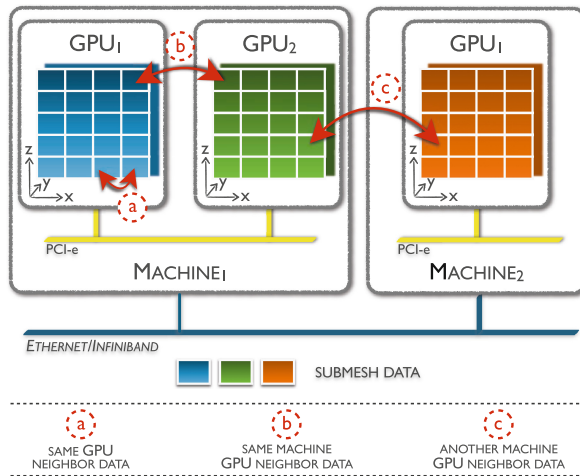 GPU1
b
GPU2
GPU1
c
z
y
x
a
z
y
x
z
y
x
PCI-e
PCI-e
MACHINE1
MACHINE2
ETHERNET/INFINIBAND
SUBMESH DATA
a
b
c
SAME GPU
NEIGHBOR DATA
SAME MACHINE
GPU NEIGHBOR DATA
ANOTHER MACHINE
GPU NEIGHBOR DATA